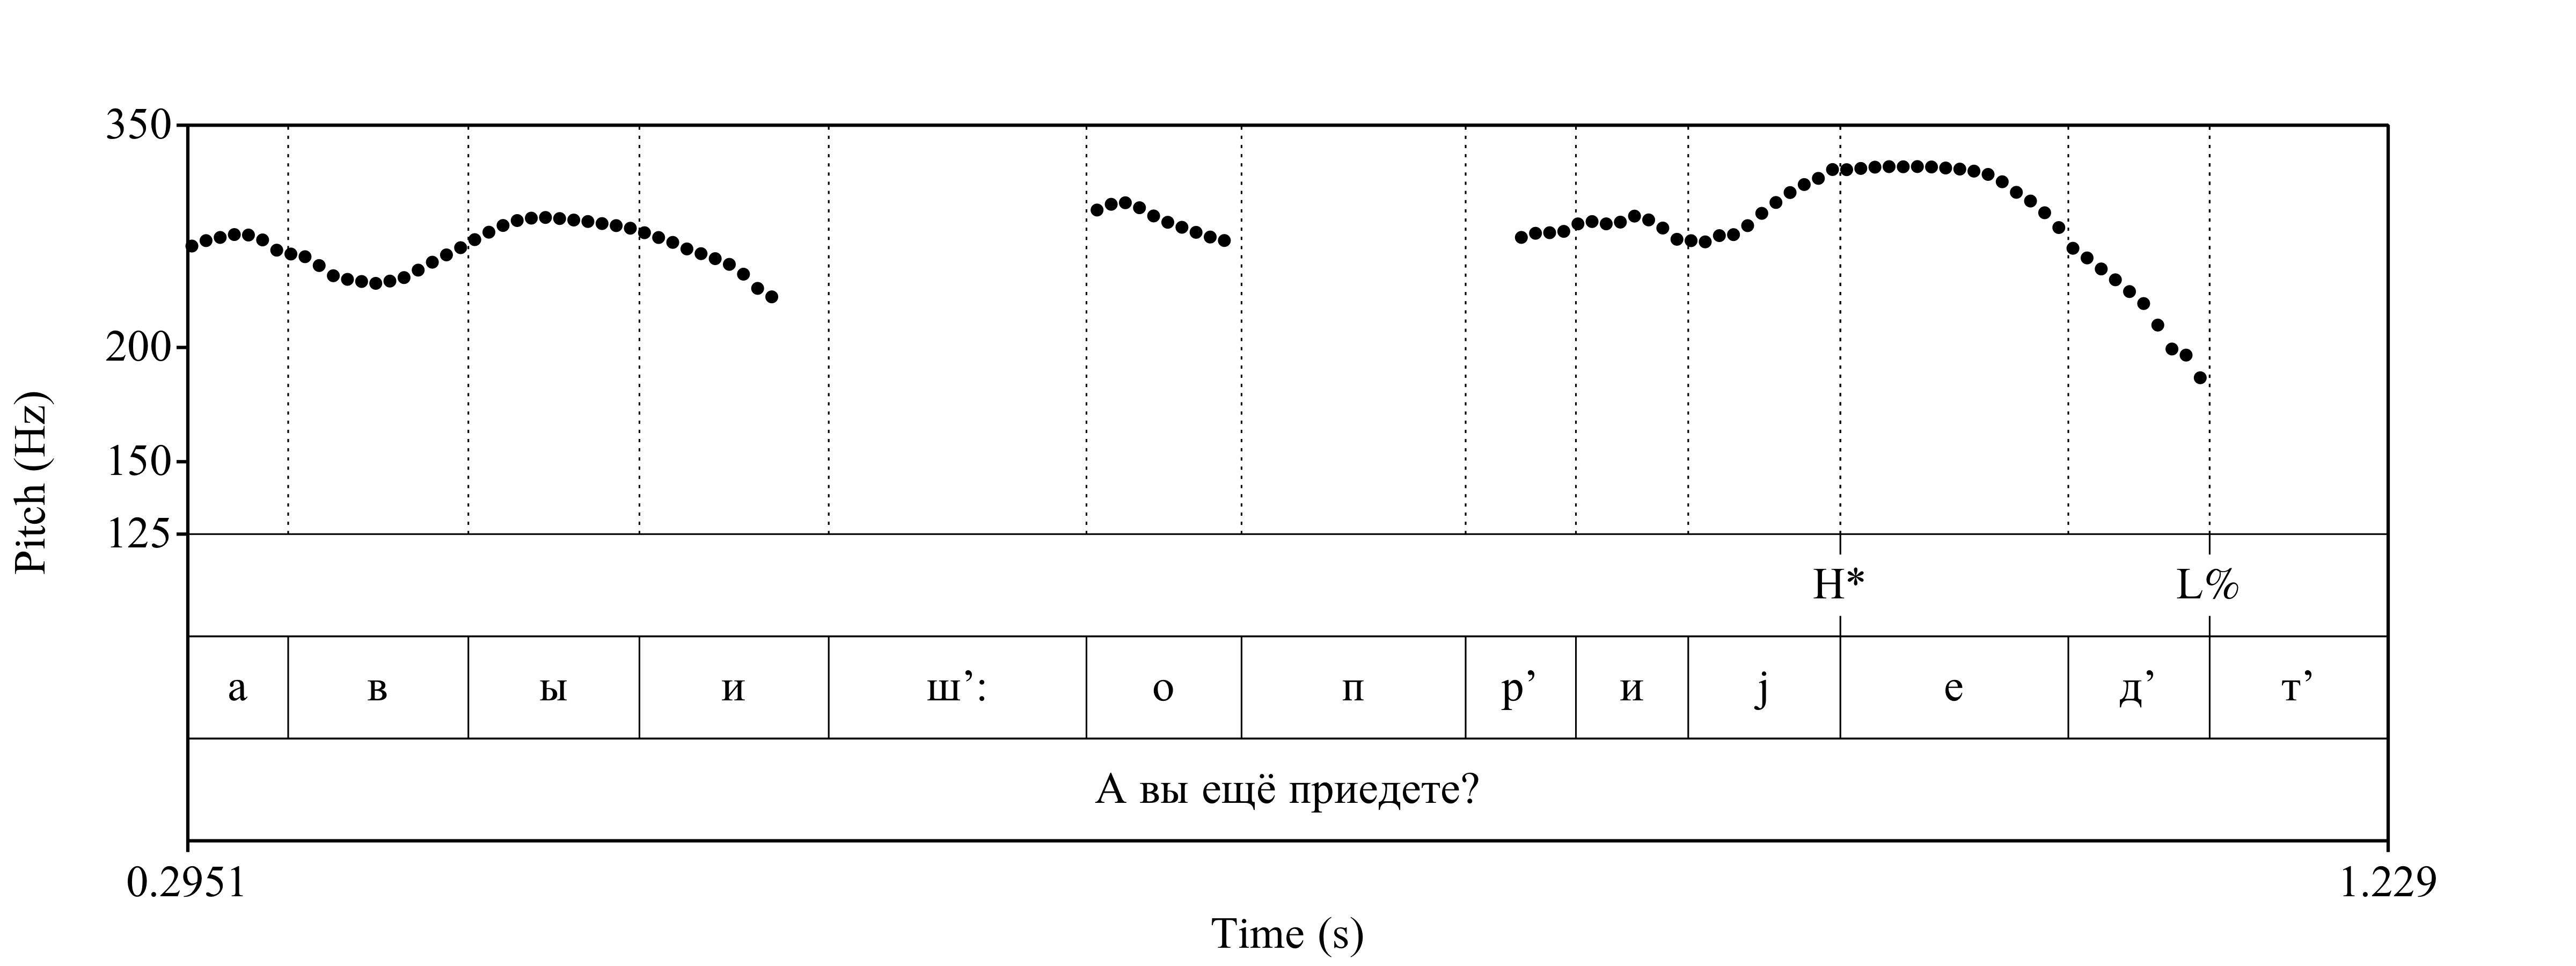 350
200
150
125
Pitch (Hz)
H* L%
а в ы и ш’: о п р’ и j е д’ т’
А вы ещё приедете?
0.2951 1.229
Time (s)